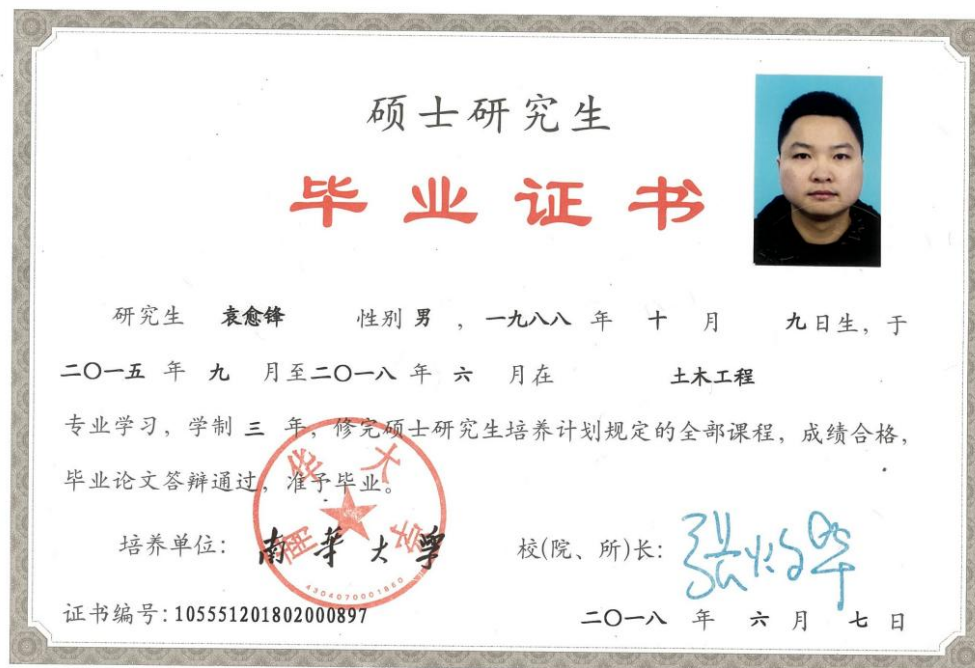 硕士研究生
毕业证书
研究生 袁愈锋 性别 男 ，一九八八 年 十 月 九日生，于
二〇一五 年 九 月至二〇一八 年 六 月在 土木工程
专业学习，学制 三 年，修完硕士研究生培养计划规定的全部课程，成绩合格，
毕业论文答辩通过，准予毕业。
南华大学
4304070001860
培养单位：南华大学 校(院、所)长：
证书编号：105551201802000897 二〇一八 年 六 月 七 日